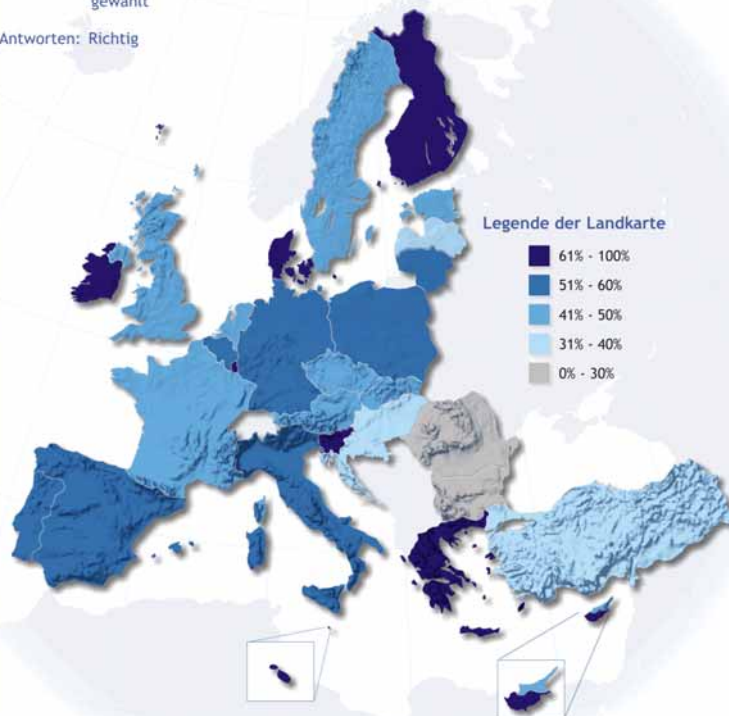 gewählt
Antworten: Richtig
Legende der Landkarte
61% - 100%
51% - 60%
41% - 50%
31% - 40%
0% - 30%